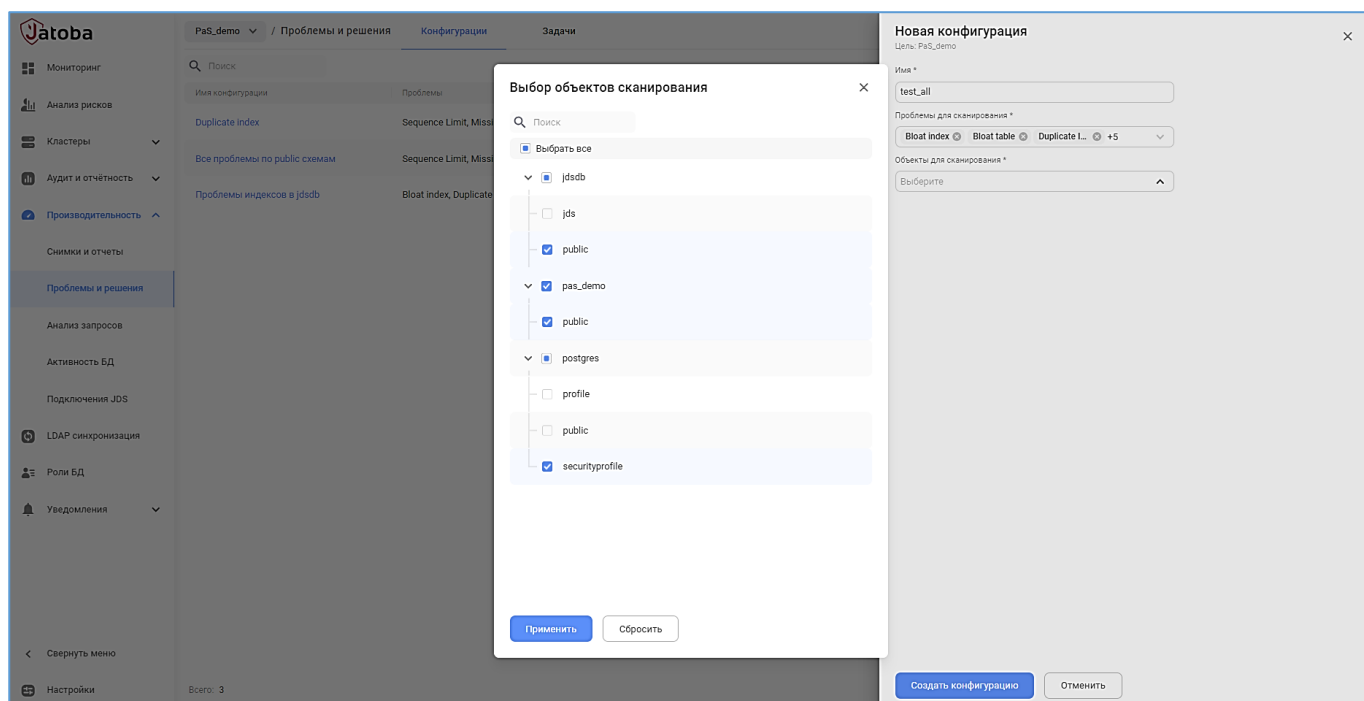 Jatoba
Мониторинг
Анализ рисков
Кластеры
Аудит и отчётность
Производительность
Снимки и отчеты
Проблемы и решения
Анализ запросов
Активность БД
Подключения JDS
LDAP синхронизация
Роли БД
Уведомления
Свернуть меню
Настройки
PaS_demo / Проблемы и решения Конфигурации Задачи
Поиск
Имя конфигурации Проблемы
Duplicate index Sequence Limit, Missi
Все проблемы по public схемам Sequence Limit, Missi
Проблемы индексов в jdsdb Bloat index, Duplicate
Всего: 3
Выбор объектов сканирования
Поиск
Выбрать все
jdsdb
jds
public
pas_demo
public
postgres
profile
public
securityprofile
Применить Сбросить
Новая конфигурация
Цель: PaS_demo
Имя *
test_all
Проблемы для сканирования *
Bloat index Bloat table Duplicate I... +5
Объекты для сканирования *
Выберите
Создать конфигурацию Отменить